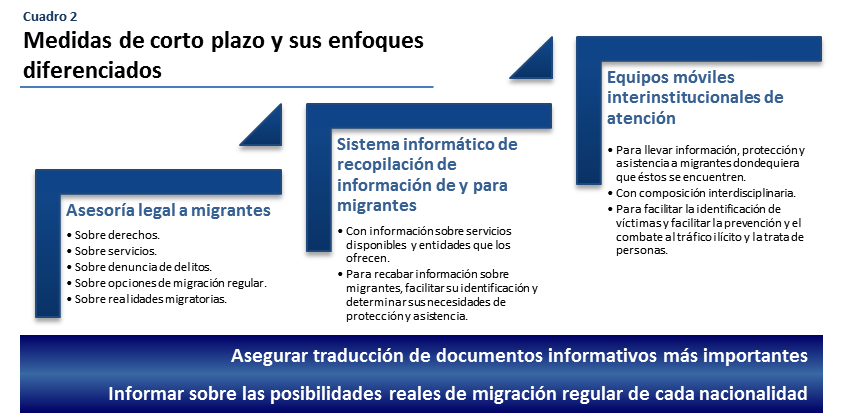 Cuadro 2
Medidas de corto plazo y sus enfoques
diferenciados
Asesoría legal a migrantes
• Sobre derechos.
• Sobre servicios.
• Sobre denuncia de delitos.
• Sobre opciones de migración regular.
• Sobre realidades migratorias.
Sistema informático de
recopilación de
información de y para
migrantes
• Con información sobre servicios
disponibles y entidades que los
ofrecen.
• Para recabar información sobre
migrantes, facilitar su identificación y
determinar sus necesidades de
protección y asistencia.
Equipos móviles
interinstitucionales de
atención
• Para llevar información, protección y
asistencia a migrantes dondequiera
que éstos se encuentren.
• Con composición interdisciplinaria.
• Para facilitar la identificación de
víctimas y facilitar la prevención y el
combate al tráfico ilícito y la trata de
personas.
Asegurar traducción de documentos informativos más importantes
Informar sobre las posibilidades reales de migración regular de cada nacionalidad